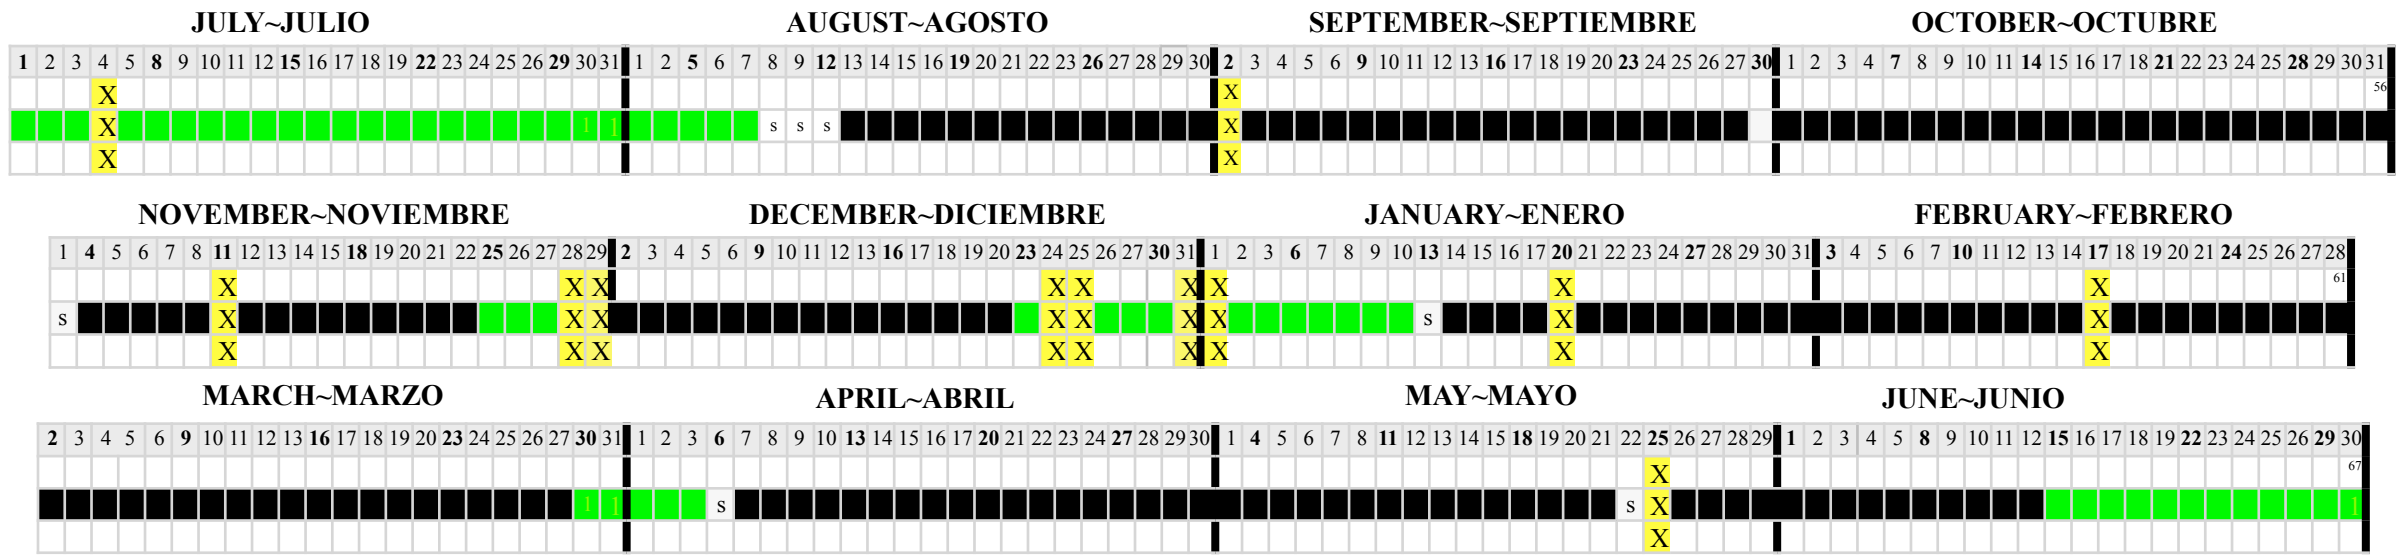 JULY~JULIO AUGUST~AGOSTO SEPTEMBER~SEPTIEMBRE OCTOBER~OCTUBRE
1 2 3 4 5 8 9 10 11 12 15 16 17 18 19 22 23 24 25 26 29 30 31 1 2 5 6 7 8 9 12 13 14 15 16 19 20 21 22 23 26 27 28 29 30 2 3 4 5 6 9 10 11 12 13 16 17 18 19 20 23 24 25 26 27 30 1 2 3 4 7 8 9 10 11 14 15 16 17 18 21 22 23 24 25 28 29 30 31
X X 56
X 1 1 s s s X
X X
NOVEMBER~NOVIEMBRE DECEMBER~DICIEMBRE JANUARY~ENERO FEBRUARY~FEBRERO
1 4 5 6 7 8 11 12 13 14 15 18 19 20 21 22 25 26 27 28 29 2 3 4 5 6 9 10 11 12 13 16 17 18 19 20 23 24 25 26 27 30 31 1 2 3 6 7 8 9 10 13 14 15 16 17 20 21 22 23 24 27 28 29 30 31 3 4 5 6 7 10 11 12 13 14 17 18 19 20 21 24 25 26 27 28
X X X X X X X X X 61
s X X X X X X X s X X
X X X X X X X X X
MARCH~MARZO APRIL~ABRIL MAY~MAYO JUNE~JUNIO
2 3 4 5 6 9 10 11 12 13 16 17 18 19 20 23 24 25 26 27 30 31 1 2 3 6 7 8 9 10 13 14 15 16 17 20 21 22 23 24 27 28 29 30 1 4 5 6 7 8 11 12 13 14 15 18 19 20 21 22 25 26 27 28 29 1 2 3 4 5 8 9 10 11 12 15 16 17 18 19 22 23 24 25 26 29 30
X 67
1 1 s s X 1
X